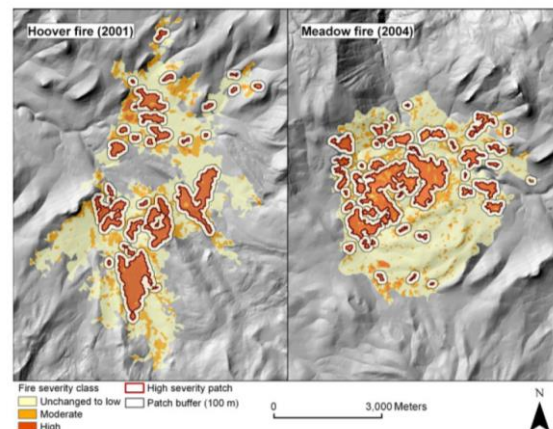 Hoover fire (2001)
Meadow fire (2004)
Fire severity class
Unchanged to low
Moderate
High
High severity patch
Patch buffer (100 m)
0
3,000 Meters
N